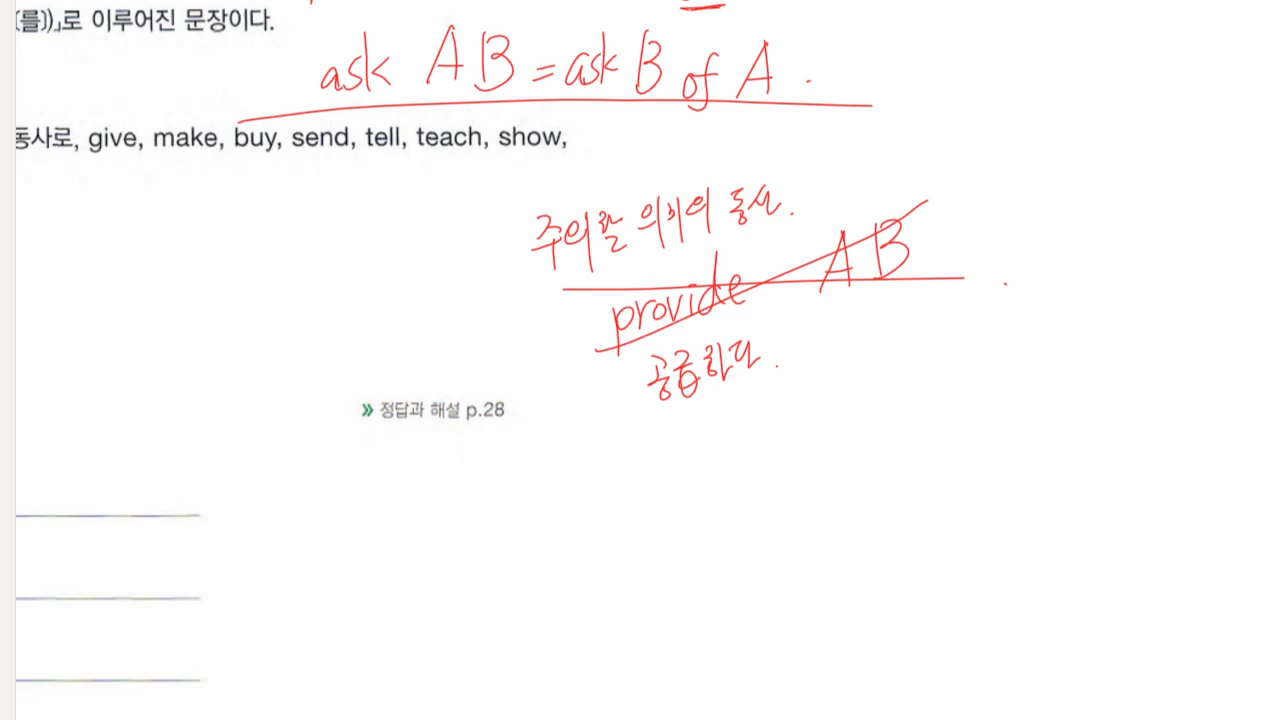 (를))」로 이루어진 문장이다.
ask A B = ask B of A.
동사로, give, make, buy, send, tell, teach, show,
주의할 의미의 동사.
provide A B
공급하다.
» 정답과 해설 p.28